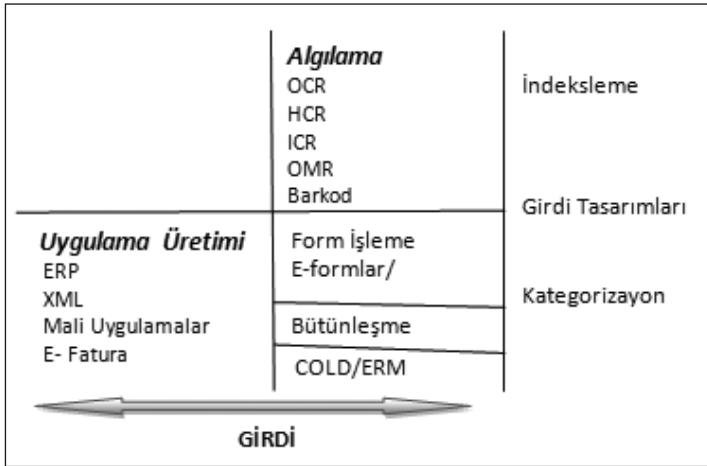 Algılama
OCR
HCR
ICR
OMR
Barkod
Uygulama Üretimi
ERP
XML
Mali Uygulamalar
E- Fatura
Form İşleme
E-formlar/
Bütünleşme
COLD/ERM
İndeksleme
Girdi Tasarımları
Kategorizayon
GİRDİ